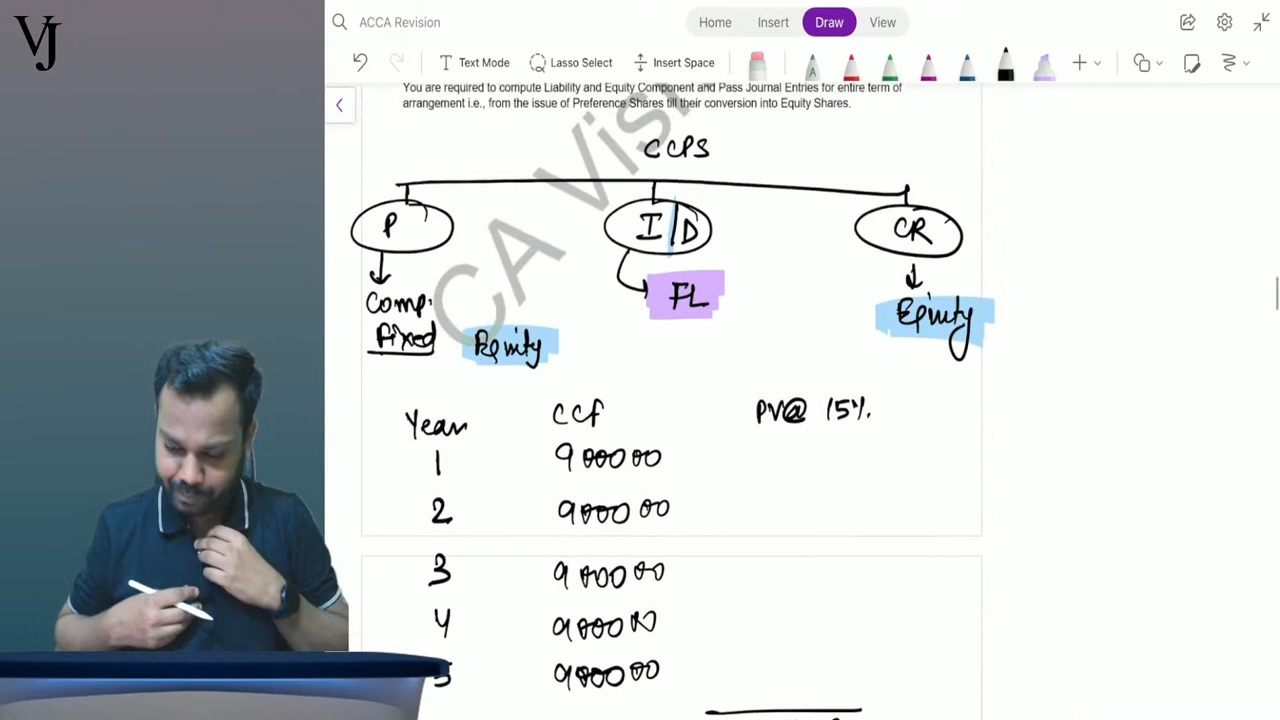 VJ
ACCA Revision
Home Insert Draw View
Text Mode Lasso Select Insert Space
You are required to compute Liability and Equity Component and Pass Journal Entries for entire term of
arrangement i.e., from the issue of Preference Shares till their conversion into Equity Shares.
CA Vish
CCPS
P I/D CR
Comp. FL Equity
Fixed Equity
Year CCF PV@ 15%.
1 900000
2 900000
3 900000
4 900000
5 900000